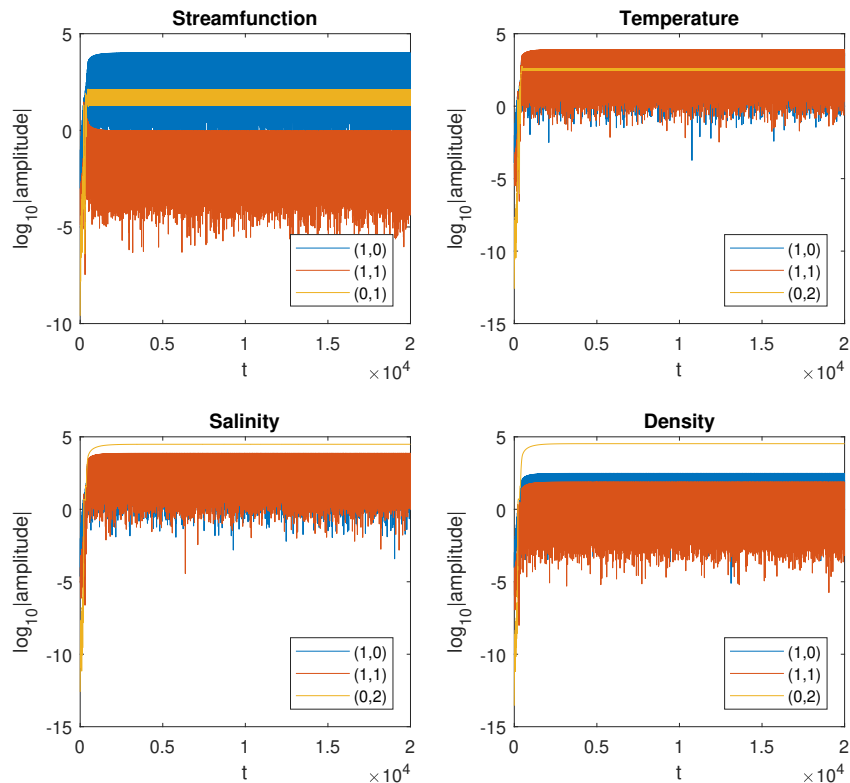 Streamfunction
5
0
-5
-10
log10|amplitude|
0 0.5 1 1.5 2
t
×10^4
(1,0)
(1,1)
(0,1)
Temperature
5
0
-5
-10
-15
log10|amplitude|
0 0.5 1 1.5 2
t
×10^4
(1,0)
(1,1)
(0,2)
Salinity
5
0
-5
-10
-15
log10|amplitude|
0 0.5 1 1.5 2
t
×10^4
(1,0)
(1,1)
(0,2)
Density
5
0
-5
-10
-15
log10|amplitude|
0 0.5 1 1.5 2
t
×10^4
(1,0)
(1,1)
(0,2)